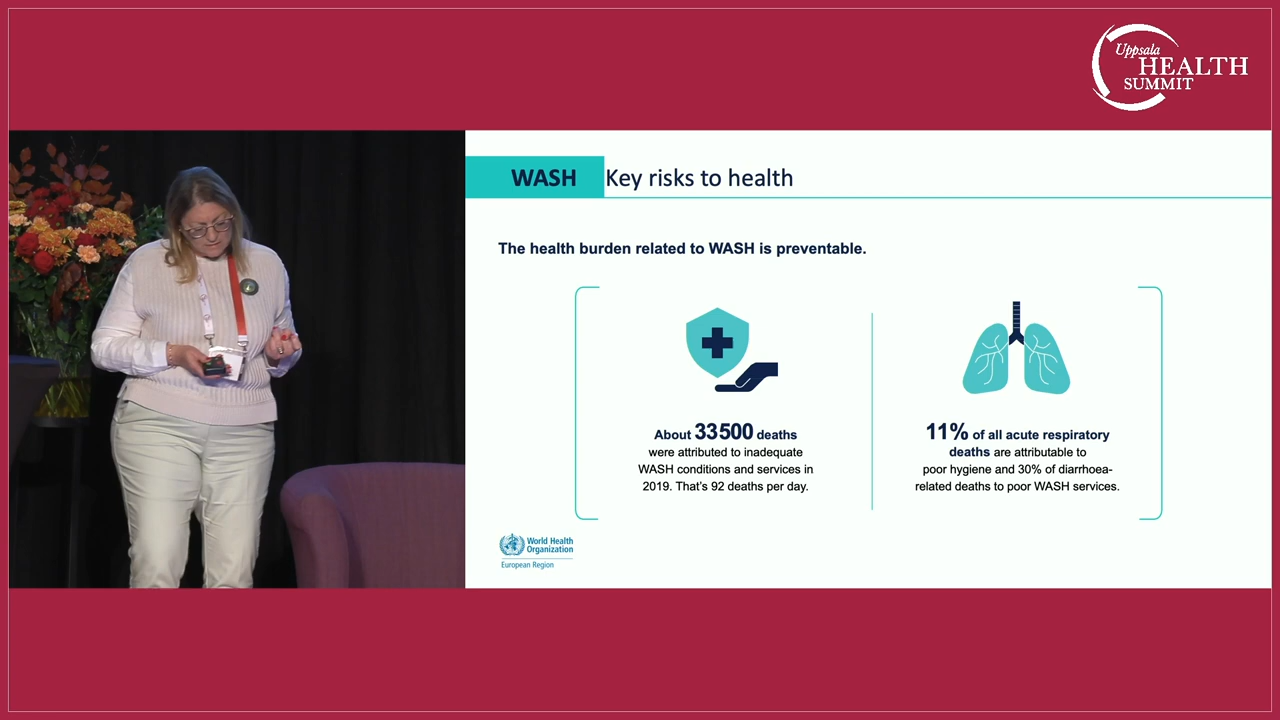 Uppsala
HEALTH
SUMMIT
WASH Key risks to health
The health burden related to WASH is preventable.
About 33500 deaths
were attributed to inadequate
WASH conditions and services in
2019. That's 92 deaths per day.
11% of all acute respiratory
deaths are attributable to
poor hygiene and 30% of diarrhoea-
related deaths to poor WASH services.
World Health
Organization
European Region